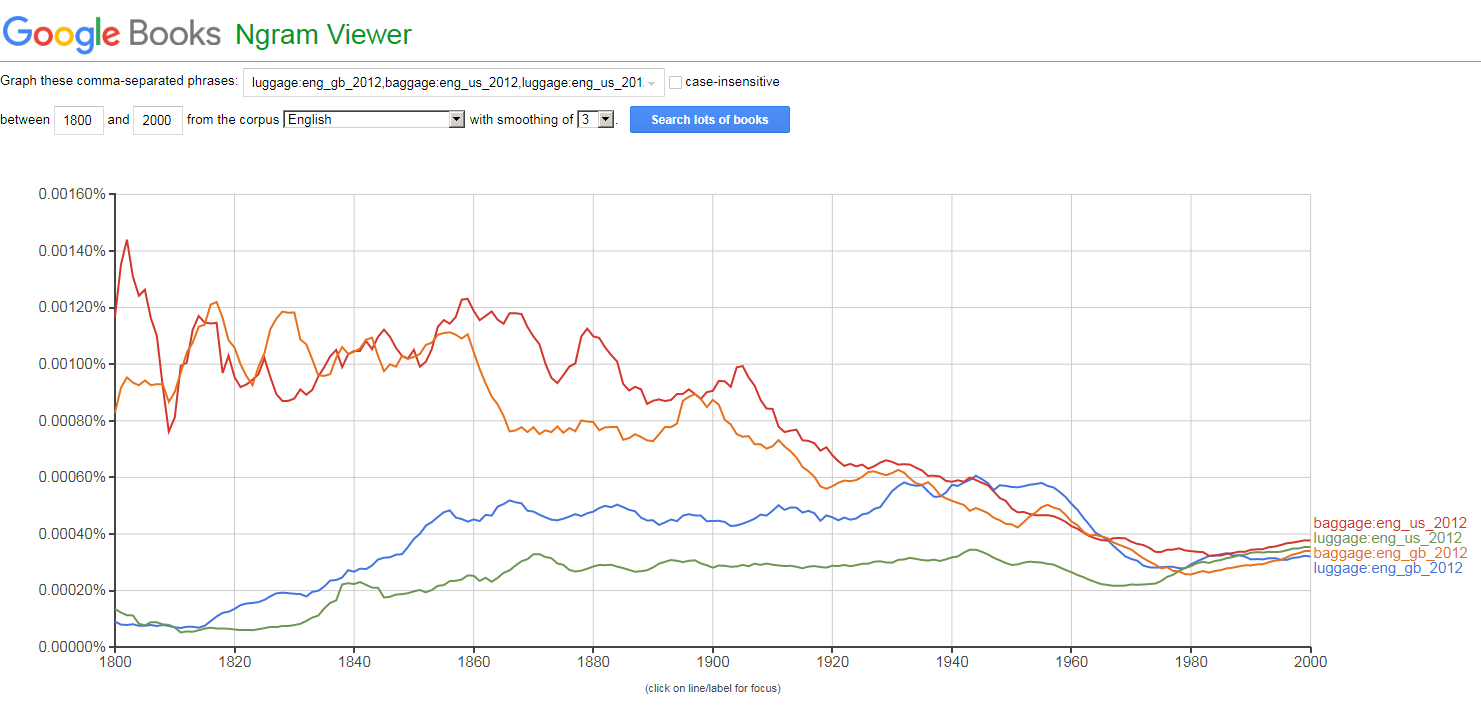 Google Books Ngram Viewer
Graph these comma-separated phrases: luggage:eng_gb_2012,baggage:eng_us_2012,luggage:eng_us_201 case-insensitive
between 1800 and 2000 from the corpus English with smoothing of 3 . Search lots of books
0.00160%
0.00140%
0.00120%
0.00100%
0.00080%
0.00060%
0.00040%
0.00020%
0.00000%
baggage:eng_us_2012
luggage:eng_us_2012
baggage:eng_gb_2012
luggage:eng_gb_2012
1800 1820 1840 1860 1880 1900 1920 1940 1960 1980 2000
(click on line/label for focus)